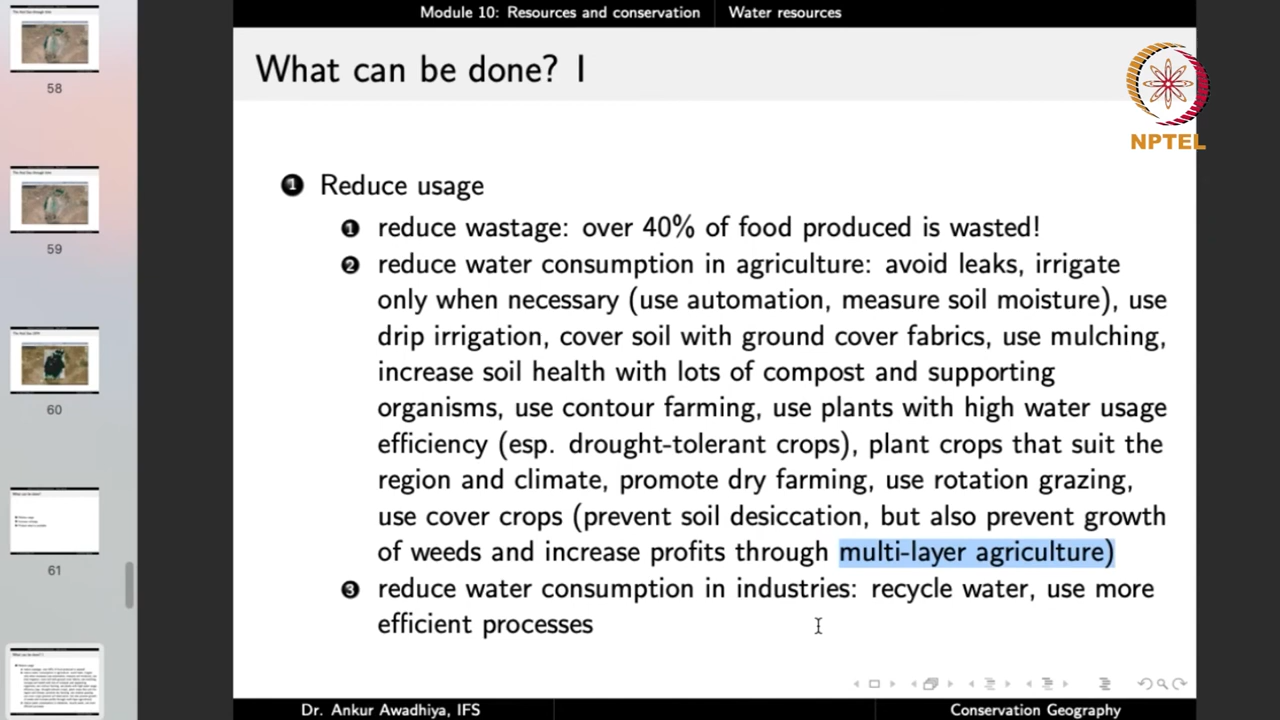 Module 10: Resources and conservation
Water resources
What can be done? I
NPTEL
1 Reduce usage
1 reduce wastage: over 40% of food produced is wasted!
2 reduce water consumption in agriculture: avoid leaks, irrigate
only when necessary (use automation, measure soil moisture), use
drip irrigation, cover soil with ground cover fabrics, use mulching,
increase soil health with lots of compost and supporting
organisms, use contour farming, use plants with high water usage
efficiency (esp. drought-tolerant crops), plant crops that suit the
region and climate, promote dry farming, use rotation grazing,
use cover crops (prevent soil desiccation, but also prevent growth
of weeds and increase profits through multi-layer agriculture)
3 reduce water consumption in industries: recycle water, use more
efficient processes
Dr. Ankur Awadhiya, IFS
Conservation Geography
58
59
60
61